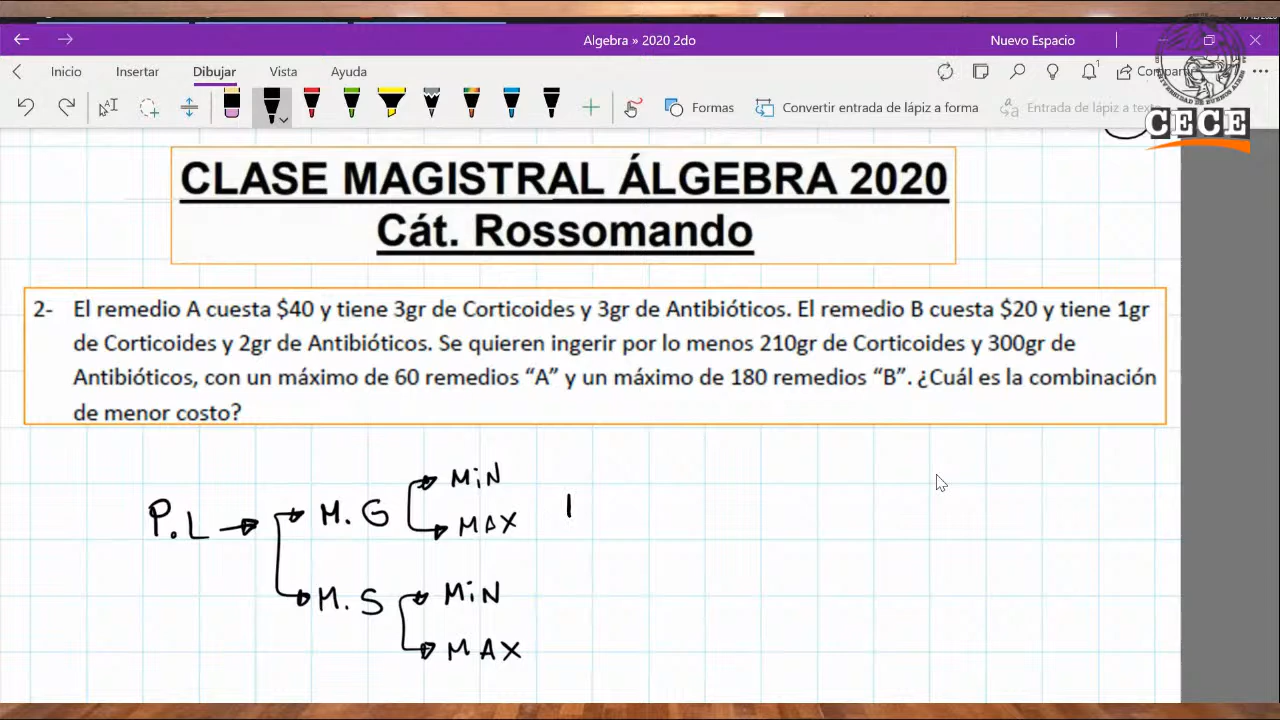 Algebra » 2020 2do
Nuevo Espacio
Inicio Insertar Dibujar Vista Ayuda
Formas Convertir entrada de lápiz a forma Entrada de lápiz a texto
CECE
CLASE MAGISTRAL ÁLGEBRA 2020
Cát. Rossomando
2- El remedio A cuesta $40 y tiene 3gr de Corticoides y 3gr de Antibióticos. El remedio B cuesta $20 y tiene 1gr
de Corticoides y 2gr de Antibióticos. Se quieren ingerir por lo menos 210gr de Corticoides y 300gr de
Antibióticos, con un máximo de 60 remedios “A” y un máximo de 180 remedios “B”. ¿Cuál es la combinación
de menor costo?
P.L
M.G
MiN
MAX
M.S
MiN
MAX